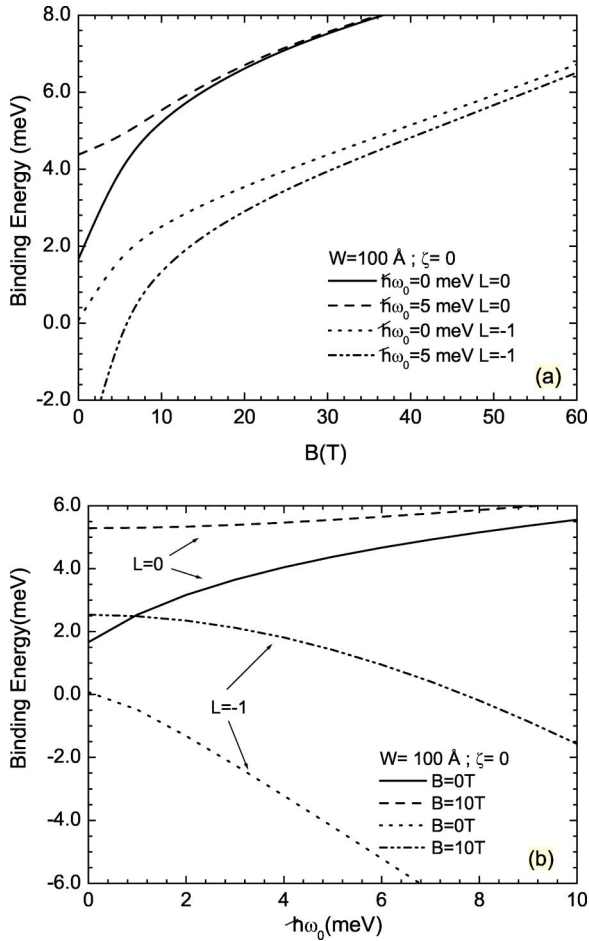 8.0
6.0
4.0
2.0
0.0
-2.0
Binding Energy (meV)
W=100 Å ; ζ= 0
ħω₀=0 meV L=0
ħω₀=5 meV L=0
ħω₀=0 meV L=-1
ħω₀=5 meV L=-1
(a)
0 10 20 30 40 50 60
B(T)
6.0
4.0
2.0
0.0
-2.0
-4.0
-6.0
Binding Energy(meV)
L=0
L=-1
W= 100 Å ; ζ= 0
B=0T
B=10T
B=0T
B=10T
(b)
0 2 4 6 8 10
ħω₀(meV)